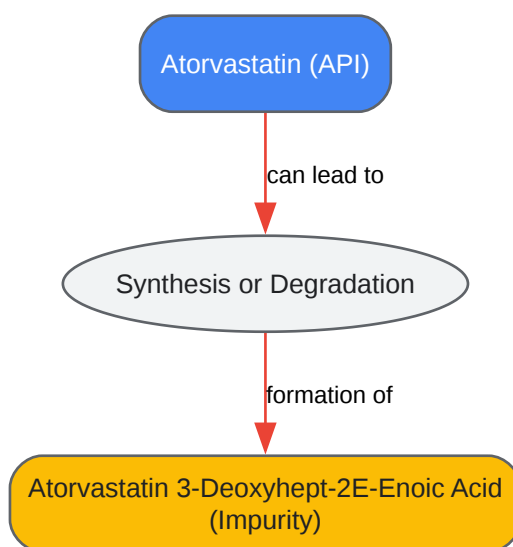 Atorvastatin (API)
can lead to
Synthesis or Degradation
formation of
Atorvastatin 3-Deoxyhept-2E-Enoic Acid
(Impurity)